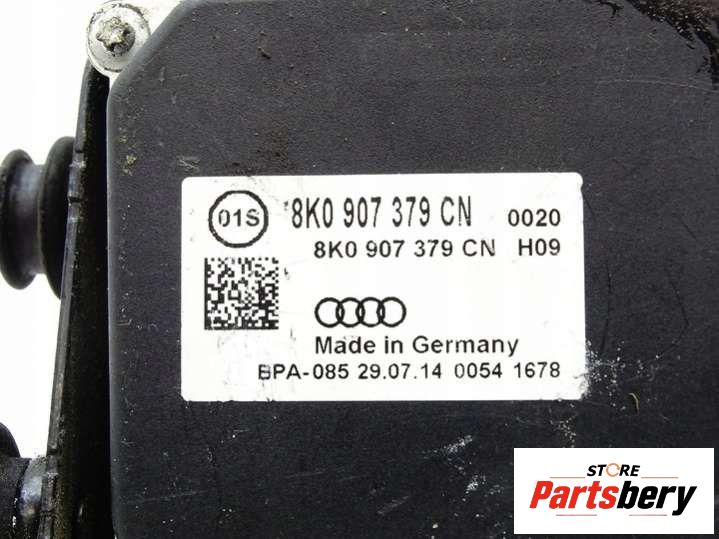 01S 8K0 907 379 CN 0020
8K0 907 379 CN H09
Made in Germany
BPA-085 29.07.14 0054 1678
STORE
Partsbery